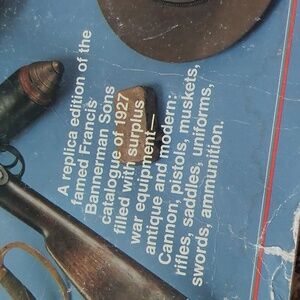 A replica edition of the
famed Francis
Bannerman Sons
catalogue of 1927
filled with surplus
war equipment—
antique and modern:
Cannon, pistols, muskets,
rifles, saddles, uniforms,
swords, ammunition.